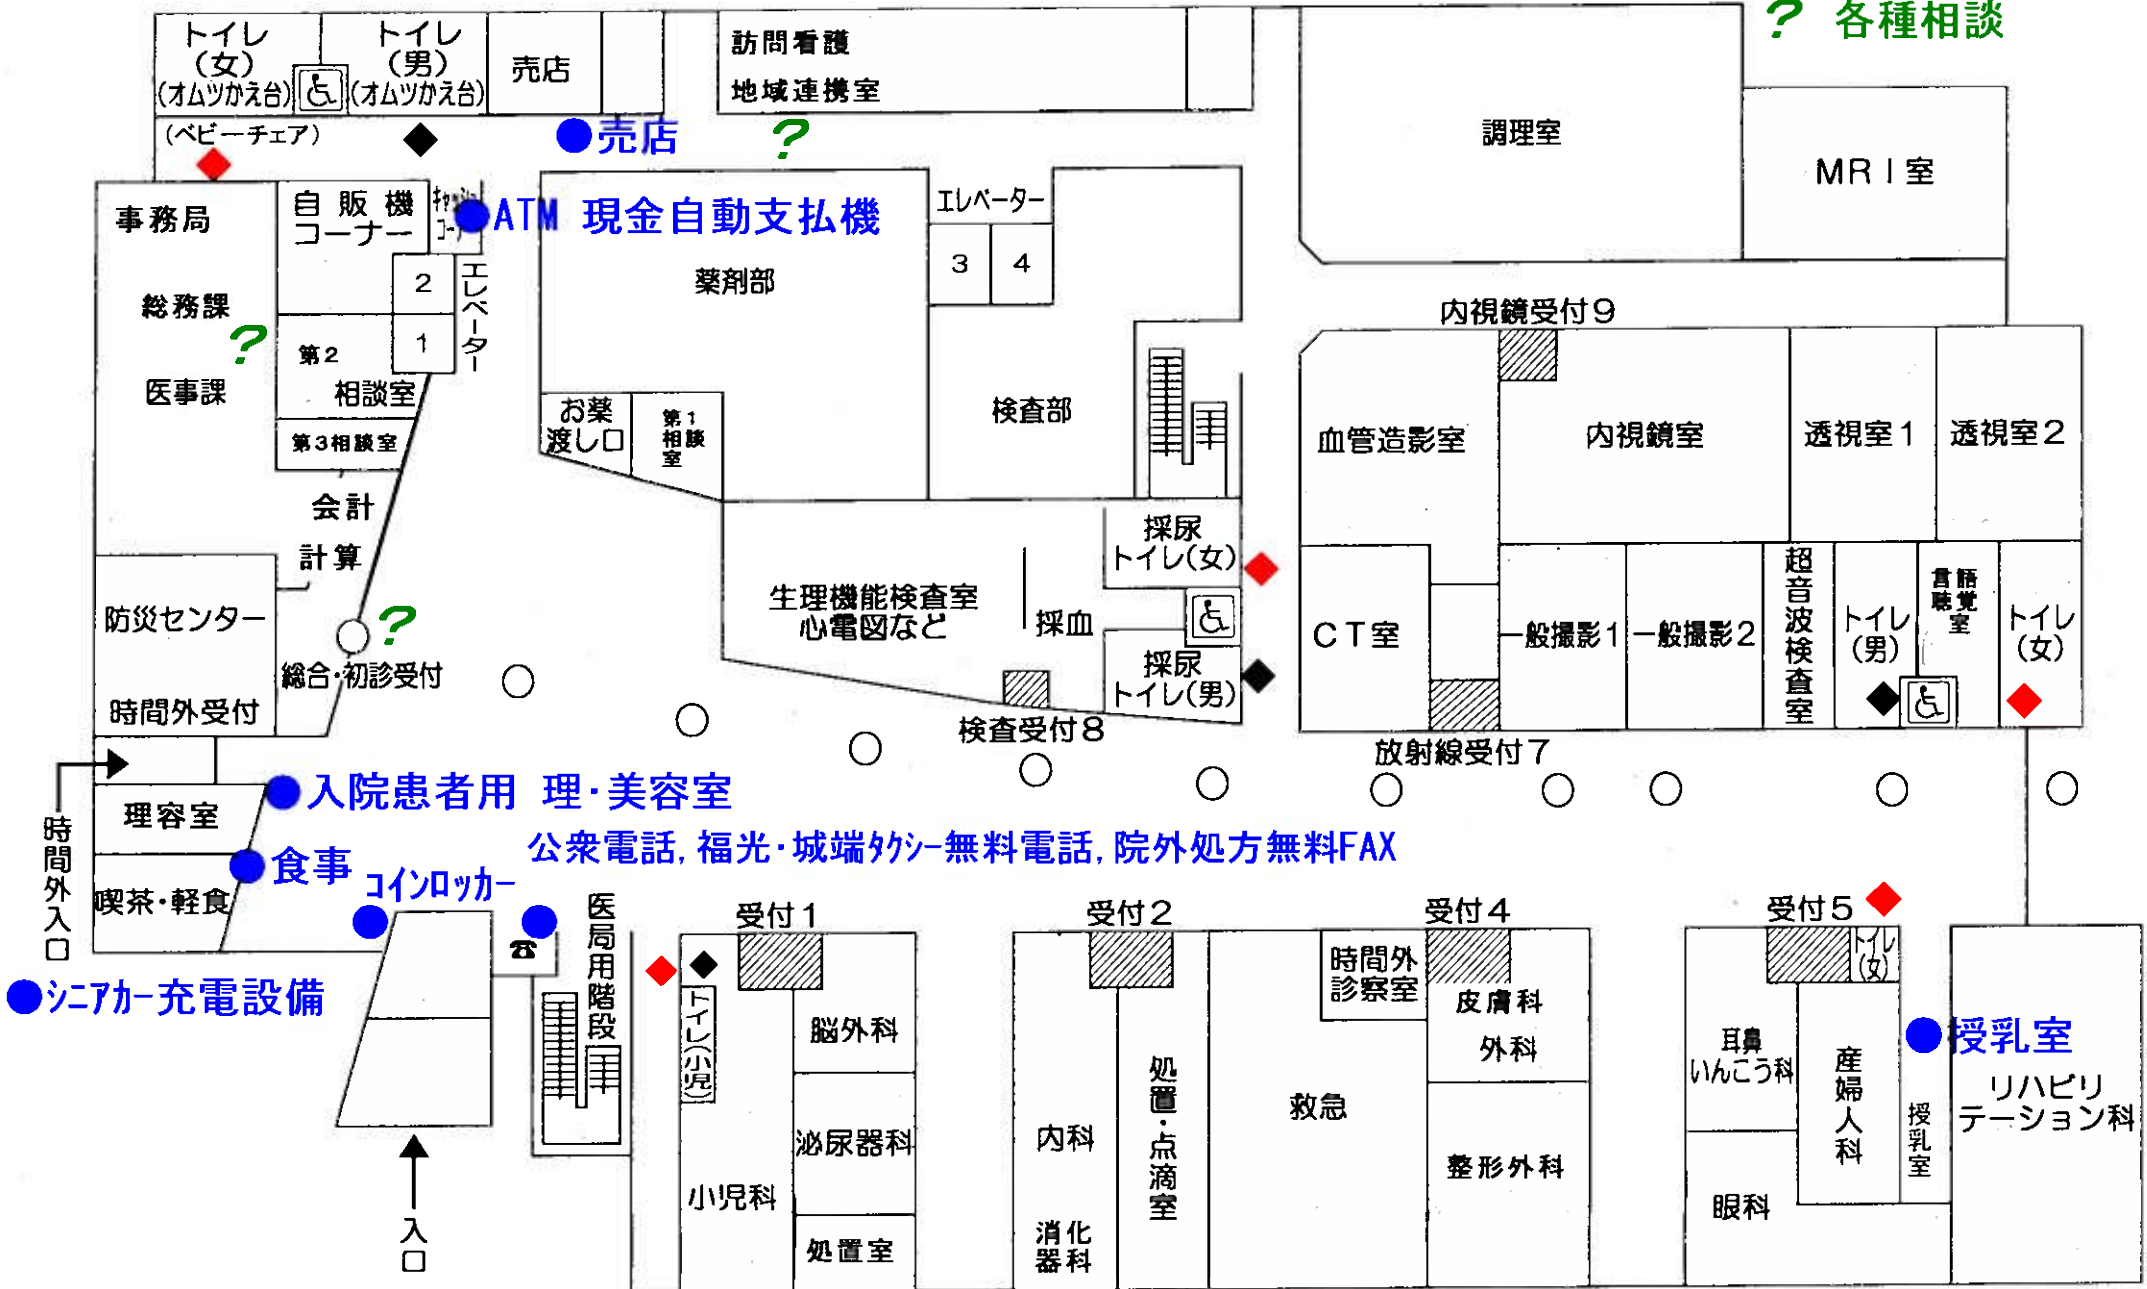 ? 各種相談
トイレ
(女)
(オムツかえ台)
トイレ
(男)
(オムツかえ台)
売店
訪問看護
地域連携室
(ベビーチェア)
●売店
?
調理室
MRI室
事務局
総務課
?
医事課
自販機
コーナー
●ATM 現金自動支払機
2
1
エレベーター
第2
相談室
第3相談室
会計
計算
薬剤部
お薬
渡し口
第1
相談
室
エレベーター
3
4
検査部
内視鏡受付9
血管造影室
内視鏡室
透視室1
透視室2
防災センター
時間外受付
?
総合・初診受付
生理機能検査室
心電図など
採血
採尿
トイレ(女)
採尿
トイレ(男)
検査受付8
CT室
一般撮影1
一般撮影2
超音波検査室
トイレ
(男)
言語
聴覚
室
トイレ
(女)
放射線受付7
時間外入口
理容室
●入院患者用 理・美容室
公衆電話,福光・城端タクシー無料電話,院外処方無料FAX
喫茶・軽食
●食事
コインロッカー
●シニアカー充電設備
入口
☎
医局用階段
受付1
トイレ(小児)
脳外科
泌尿器科
小児科
処置室
受付2
内科
消化
器科
処置・点滴室
救急
時間外
診察室
受付4
皮膚科
外科
整形外科
受付5
トイレ
(女)
耳鼻
いんこう科
産婦人科
眼科
●授乳室
授乳室
リハビリ
テーション科